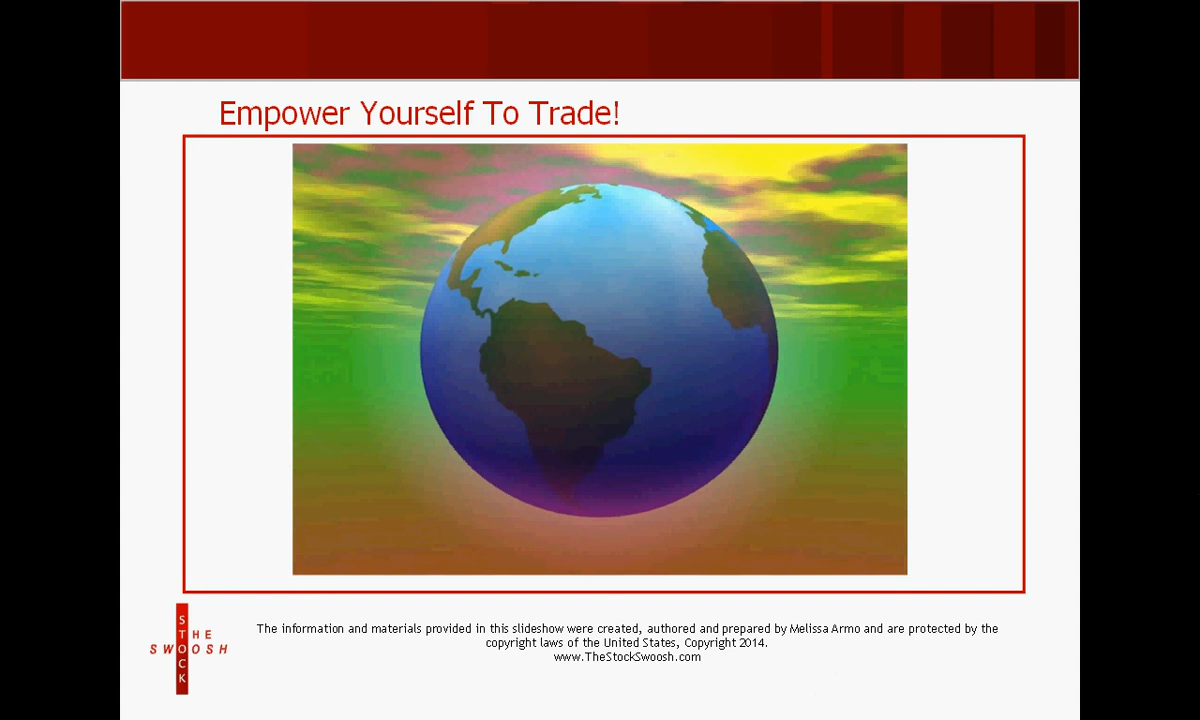 Empower Yourself To Trade!
THE
STOCK
SWOOSH
The information and materials provided in this slideshow were created, authored and prepared by Melissa Armo and are protected by the
copyright laws of the United States, Copyright 2014.
www.TheStockSwoosh.com